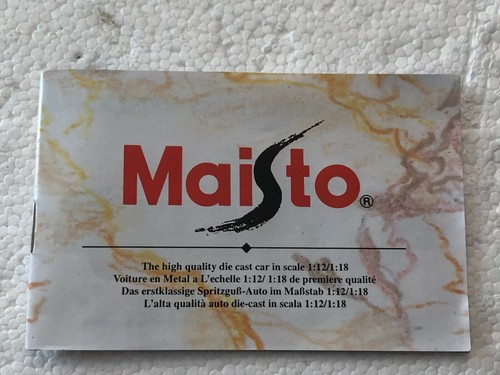 Maisto®
The high quality die cast car in scale 1:12/1:18
Voiture en Metal a L'echelle 1:12/ 1:18 de premiere qualité
Das erstklassige Spritzguß-Auto im Maßstab 1:12/1:18
L'alta qualità auto die-cast in scala 1:12/1:18